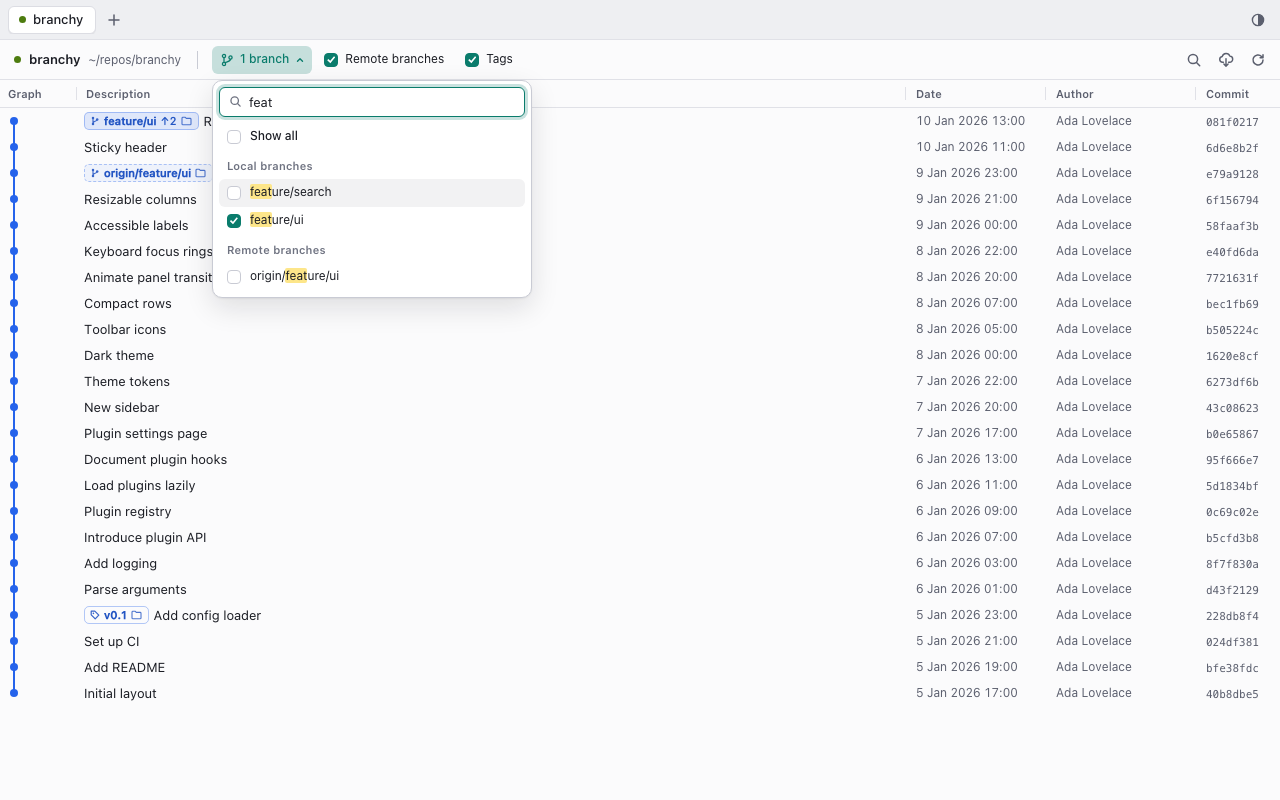 branchy
branchy ~/repos/branchy 1 branch Remote branches Tags
Graph Description Date Author Commit
feat
Show all
Local branches
feature/search
feature/ui
Remote branches
origin/feature/ui
feature/ui ↑2 R 10 Jan 2026 13:00 Ada Lovelace 081f0217
Sticky header 10 Jan 2026 11:00 Ada Lovelace 6d6e8b2f
origin/feature/ui 9 Jan 2026 23:00 Ada Lovelace e79a9128
Resizable columns 9 Jan 2026 21:00 Ada Lovelace 6f156794
Accessible labels 9 Jan 2026 00:00 Ada Lovelace 58faaf3b
Keyboard focus rings 8 Jan 2026 22:00 Ada Lovelace e40fd6da
Animate panel transit 8 Jan 2026 20:00 Ada Lovelace 7721631f
Compact rows 8 Jan 2026 07:00 Ada Lovelace bec1fb69
Toolbar icons 8 Jan 2026 05:00 Ada Lovelace b505224c
Dark theme 8 Jan 2026 00:00 Ada Lovelace 1620e8cf
Theme tokens 7 Jan 2026 22:00 Ada Lovelace 6273df6b
New sidebar 7 Jan 2026 20:00 Ada Lovelace 43c08623
Plugin settings page 7 Jan 2026 17:00 Ada Lovelace b0e65867
Document plugin hooks 6 Jan 2026 13:00 Ada Lovelace 95f666e7
Load plugins lazily 6 Jan 2026 11:00 Ada Lovelace 5d1834bf
Plugin registry 6 Jan 2026 09:00 Ada Lovelace 0c69c02e
Introduce plugin API 6 Jan 2026 07:00 Ada Lovelace b5cfd3b8
Add logging 6 Jan 2026 03:00 Ada Lovelace 8f7f830a
Parse arguments 6 Jan 2026 01:00 Ada Lovelace d43f2129
v0.1 Add config loader 5 Jan 2026 23:00 Ada Lovelace 228db8f4
Set up CI 5 Jan 2026 21:00 Ada Lovelace 024df381
Add README 5 Jan 2026 19:00 Ada Lovelace bfe38fdc
Initial layout 5 Jan 2026 17:00 Ada Lovelace 40b8dbe5